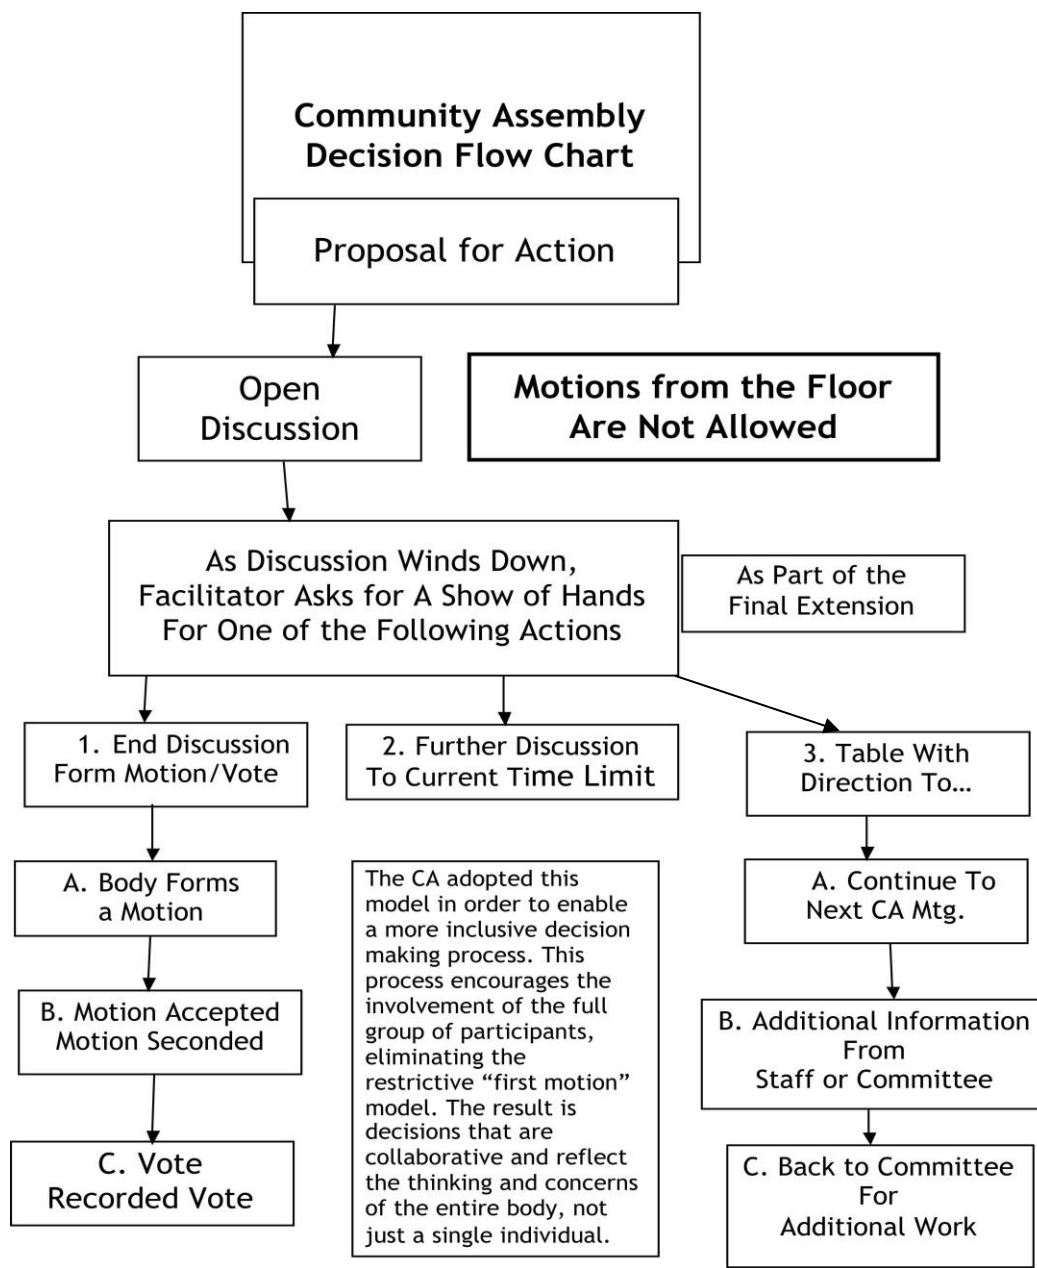 Community Assembly
Decision Flow Chart
Proposal for Action
Open
Discussion
Motions from the Floor
Are Not Allowed
As Discussion Winds Down,
Facilitator Asks for A Show of Hands
For One of the Following Actions
As Part of the
Final Extension
1. End Discussion
Form Motion/Vote
2. Further Discussion
To Current Time Limit
3. Table With
Direction To…
A. Body Forms
a Motion
B. Motion Accepted
Motion Seconded
C. Vote
Recorded Vote
The CA adopted this
model in order to enable
a more inclusive decision
making process. This
process encourages the
involvement of the full
group of participants,
eliminating the
restrictive “first motion”
model. The result is
decisions that are
collaborative and reflect
the thinking and concerns
of the entire body, not
just a single individual.
A. Continue To
Next CA Mtg.
B. Additional Information
From
Staff or Committee
C. Back to Committee
For
Additional Work